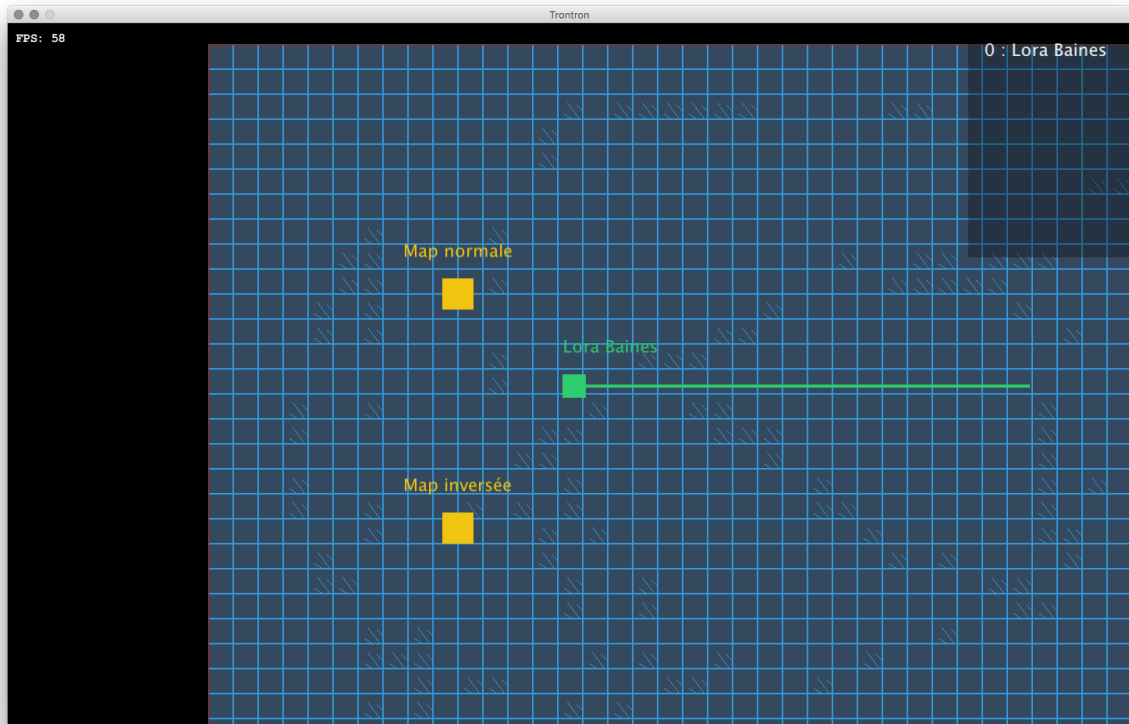 Trontron
FPS: 58
0 : Lora Baines
Map normale
Lora Baines
Map inversée